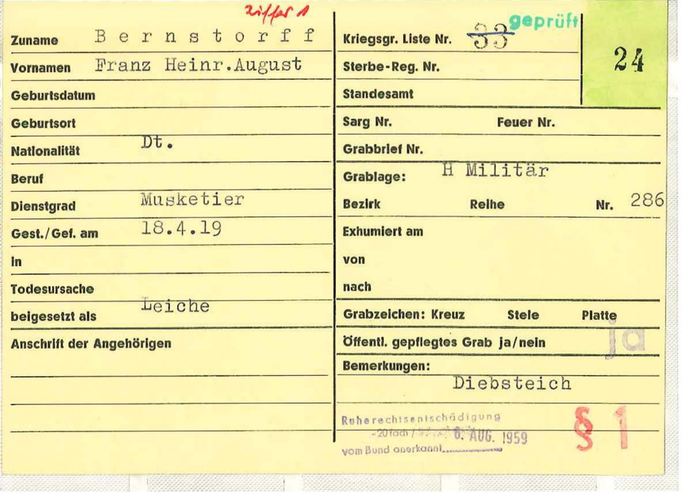 Ziffer 1
Zuname B e r n s t o r f f
Vornamen Franz Heinr.August
Geburtsdatum
Geburtsort
Nationalität Dt.
Beruf
Dienstgrad Musketier
Gest./Gef. am 18.4.19
in
Todesursache
beigesetzt als Leiche
Anschrift der Angehörigen
geprüft
Kriegsgr. Liste Nr. 33
24
Sterbe-Reg. Nr.
Standesamt
Sarg Nr. Feuer Nr.
Grabbrief Nr.
Grablage: H Militär
Bezirk Reihe Nr. 286
Exhumiert am
von
nach
Grabzeichen: Kreuz Stele Platte
Öffentl. gepflegtes Grab ja/nein ja
Bemerkungen:
Diebsteich
Ruherechtsentschädigung
-20fach / 6. AUG. 1959
vom Bund anerkannt
§ 1